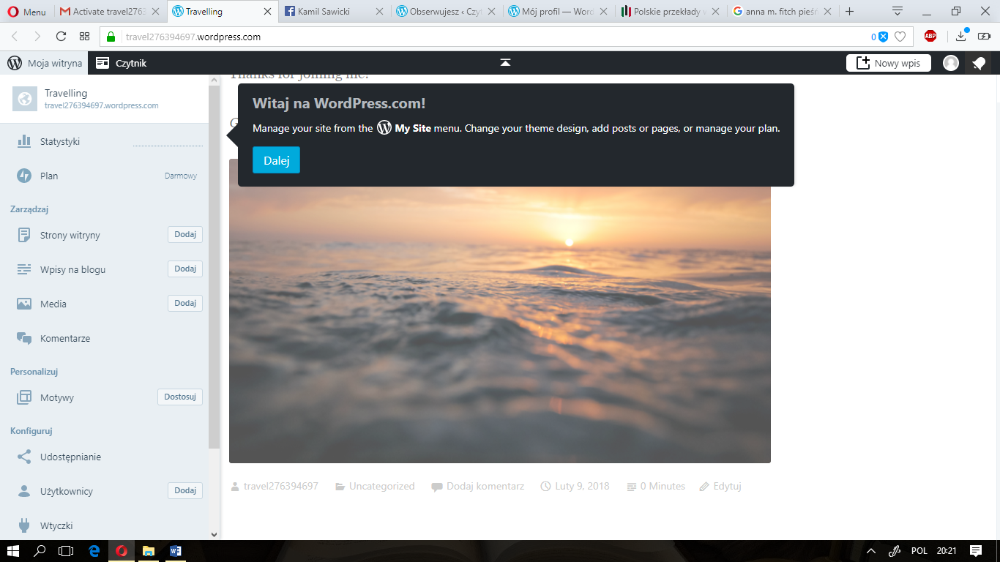 Menu
Activate travel2763
Travelling
Kamil Sawicki
Obserwujesz ‹ Czyt
Mój profil — Word
Polskie przekłady w
anna m. fitch pieśn
travel276394697.wordpress.com
0
ABP
Moja witryna
Czytnik
Nowy wpis
Travelling
travel276394697.wordpress.com
Statystyki
Plan
Darmowy
Zarządzaj
Strony witryny
Dodaj
Wpisy na blogu
Dodaj
Media
Dodaj
Komentarze
Personalizuj
Motywy
Dostosuj
Konfiguruj
Udostępnianie
Użytkownicy
Dodaj
Wtyczki
Thanks for joining me!
Witaj na WordPress.com!
Manage your site from the My Site menu. Change your theme design, add posts or pages, or manage your plan.
Dalej
travel276394697
Uncategorized
Dodaj komentarz
Luty 9, 2018
0 Minutes
Edytuj
POL
20:21